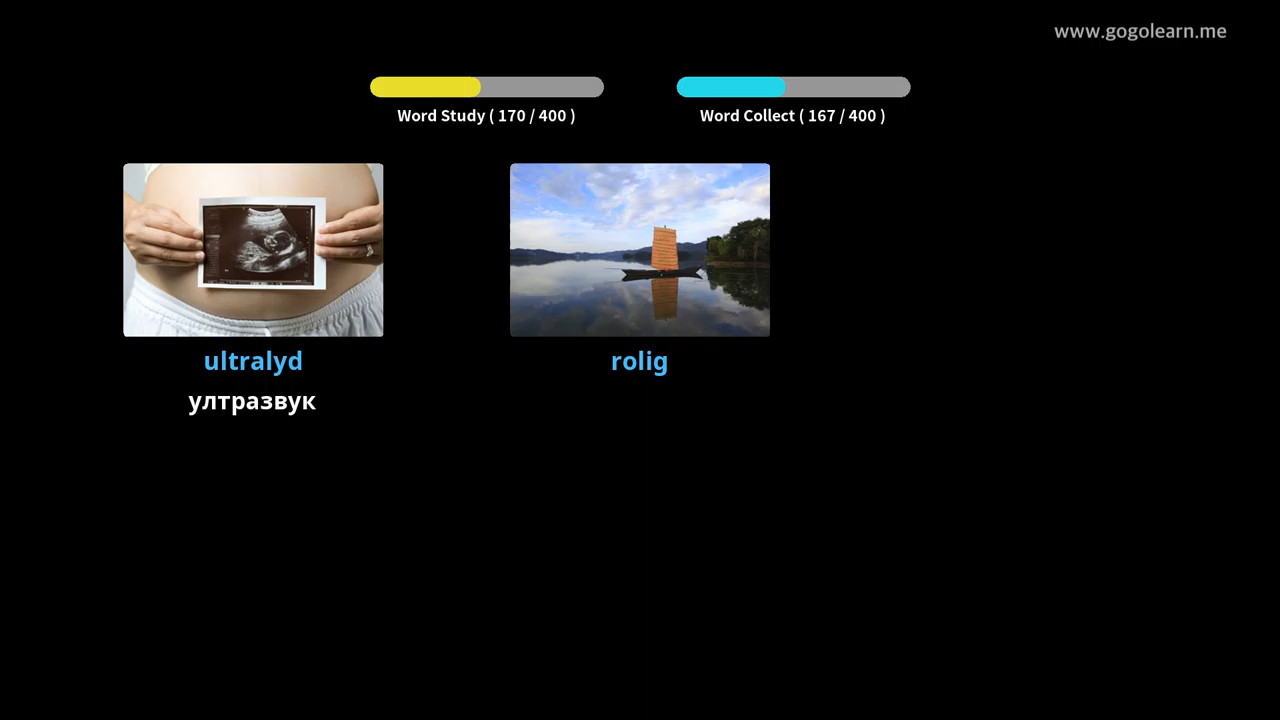 www.gogolearn.me
Word Study ( 170 / 400 )
Word Collect ( 167 / 400 )
ultralyd
rolig
ултразвук